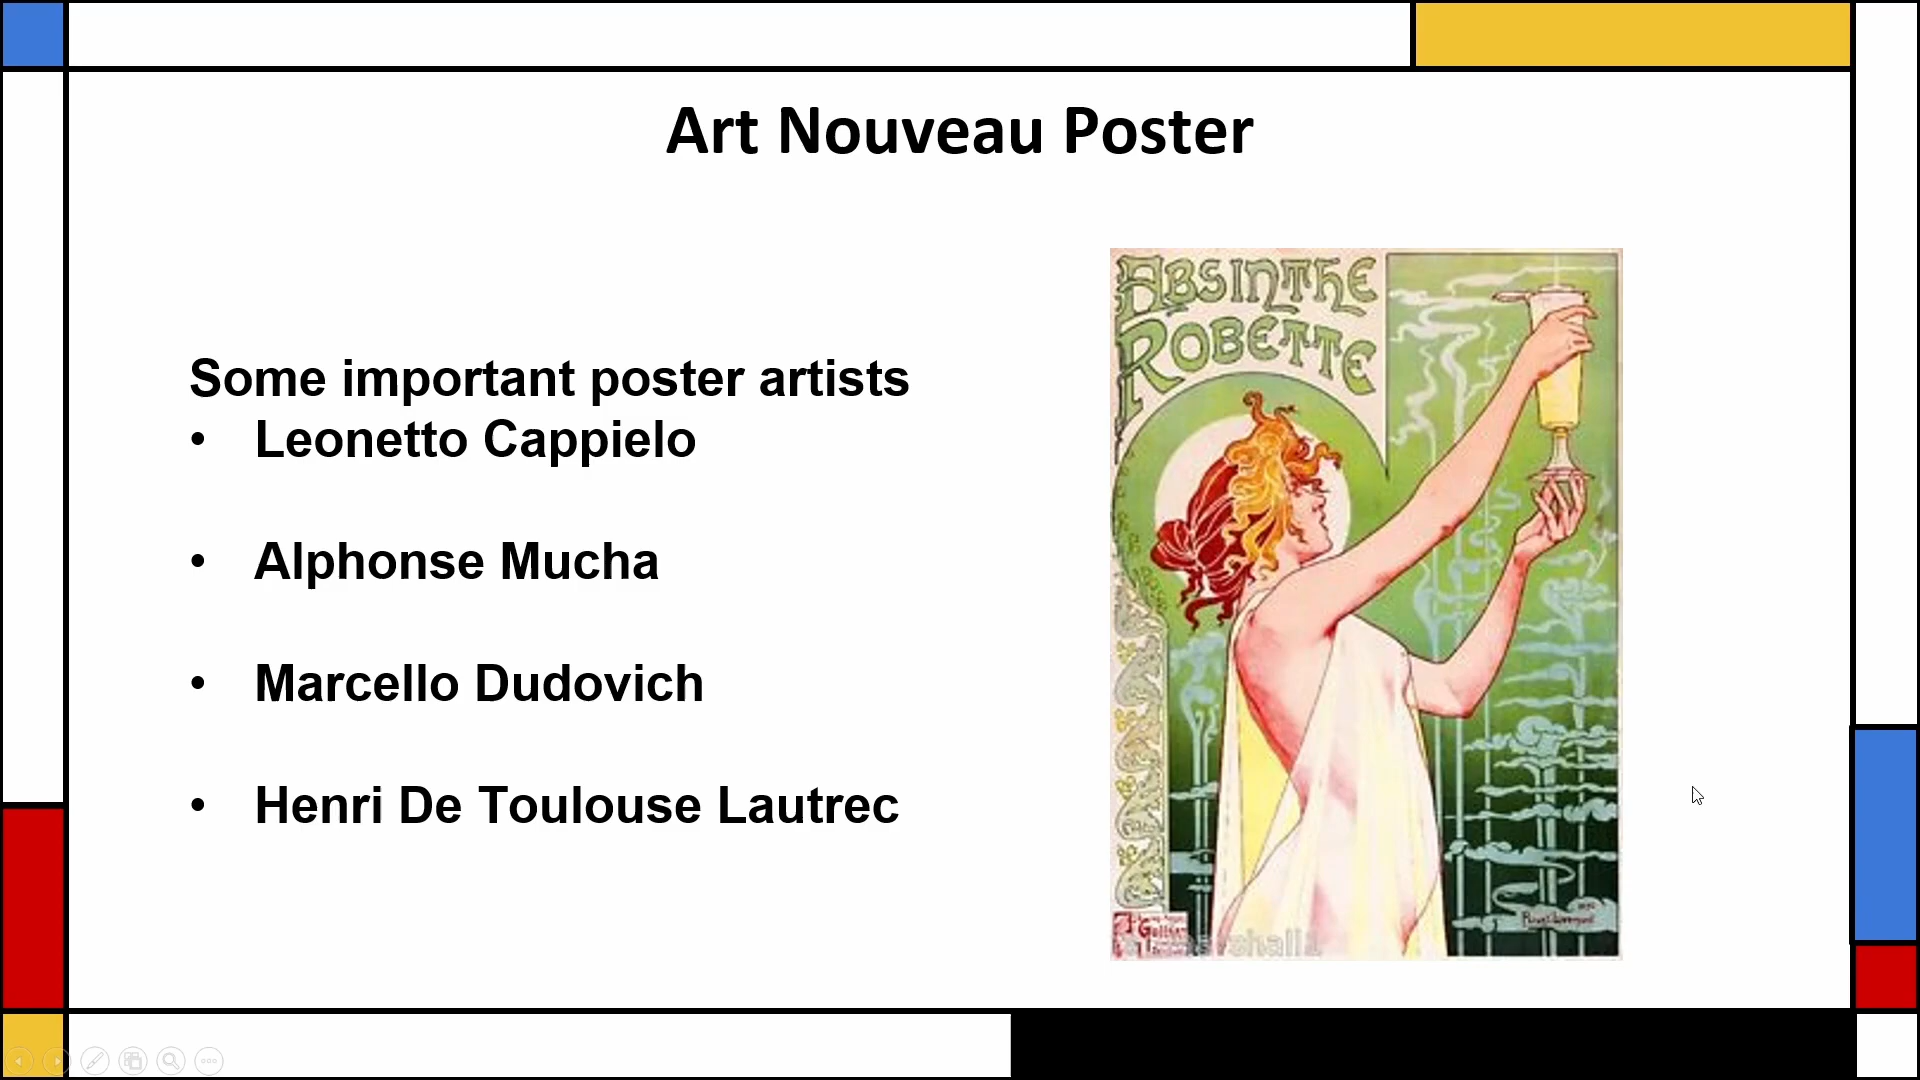 Art Nouveau Poster
Some important poster artists
• Leonetto Cappielo
• Alphonse Mucha
• Marcello Dudovich
• Henri De Toulouse Lautrec
ABSINTHE
ROBETTE